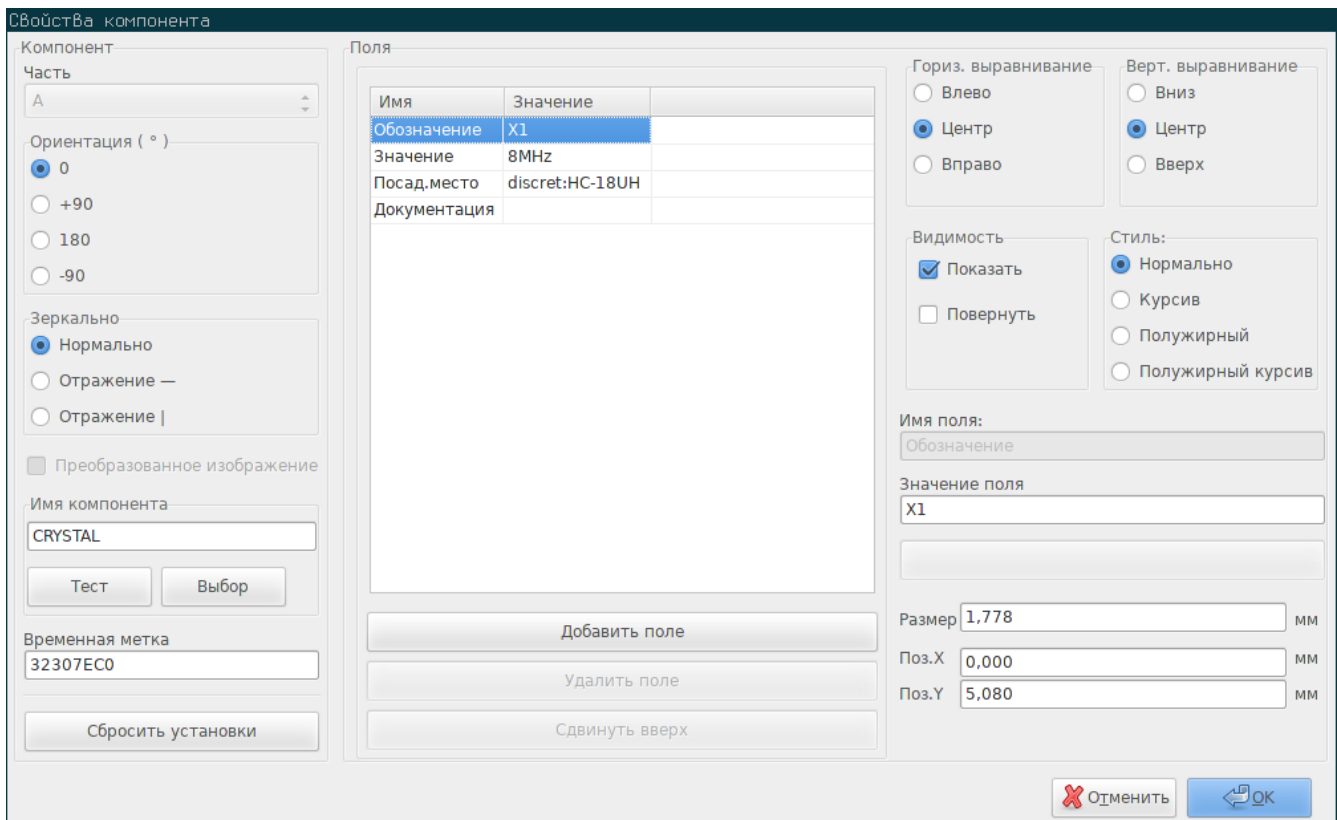 Свойства компонента
Компонент
Часть
A
Ориентация ( ° )
0
+90
180
-90
Зеркально
Нормально
Отражение —
Отражение |
Преобразованное изображение
Имя компонента
CRYSTAL
Тест Выбор
Временная метка
32307EC0
Сбросить установки
Поля
Имя Значение
Обозначение X1
Значение 8MHz
Посад.место discret:HC-18UH
Документация
Добавить поле
Удалить поле
Сдвинуть вверх
Гориз. выравнивание
Влево
Центр
Вправо
Верт. выравнивание
Вниз
Центр
Вверх
Видимость
Показать
Повернуть
Стиль:
Нормально
Курсив
Полужирный
Полужирный курсив
Имя поля:
Обозначение
Значение поля
X1
Размер 1,778 мм
Поз.X 0,000 мм
Поз.Y 5,080 мм
Отменить OK